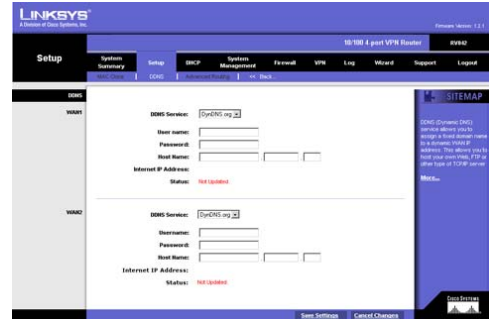 LINKSYS®
A Division of Cisco Systems, Inc.
Firmware Version: 1.2.1
10/100 4-port VPN Router RV042
Setup
System Summary Setup DHCP System Management Firewall VPN Log Wizard Support Logout
MAC Clone | DDNS | Advanced Routing | << Back...
DDNS
SITEMAP
DDNS (Dynamic DNS) service allows you to assign a fixed domain name to a dynamic WAN IP address. This allows you to host your own Web, FTP or other type of TCP/IP server
More...
WAN1
DDNS Service: DynDNS.org
User name:
Password:
Host Name: . .
Internet IP Address:
Status: Not Updated.
WAN2
DDNS Service: DynDNS.org
Username:
Password:
Host Name: . .
Internet IP Address:
Status: Not Updated.
Save Settings Cancel Changes
CISCO SYSTEMS